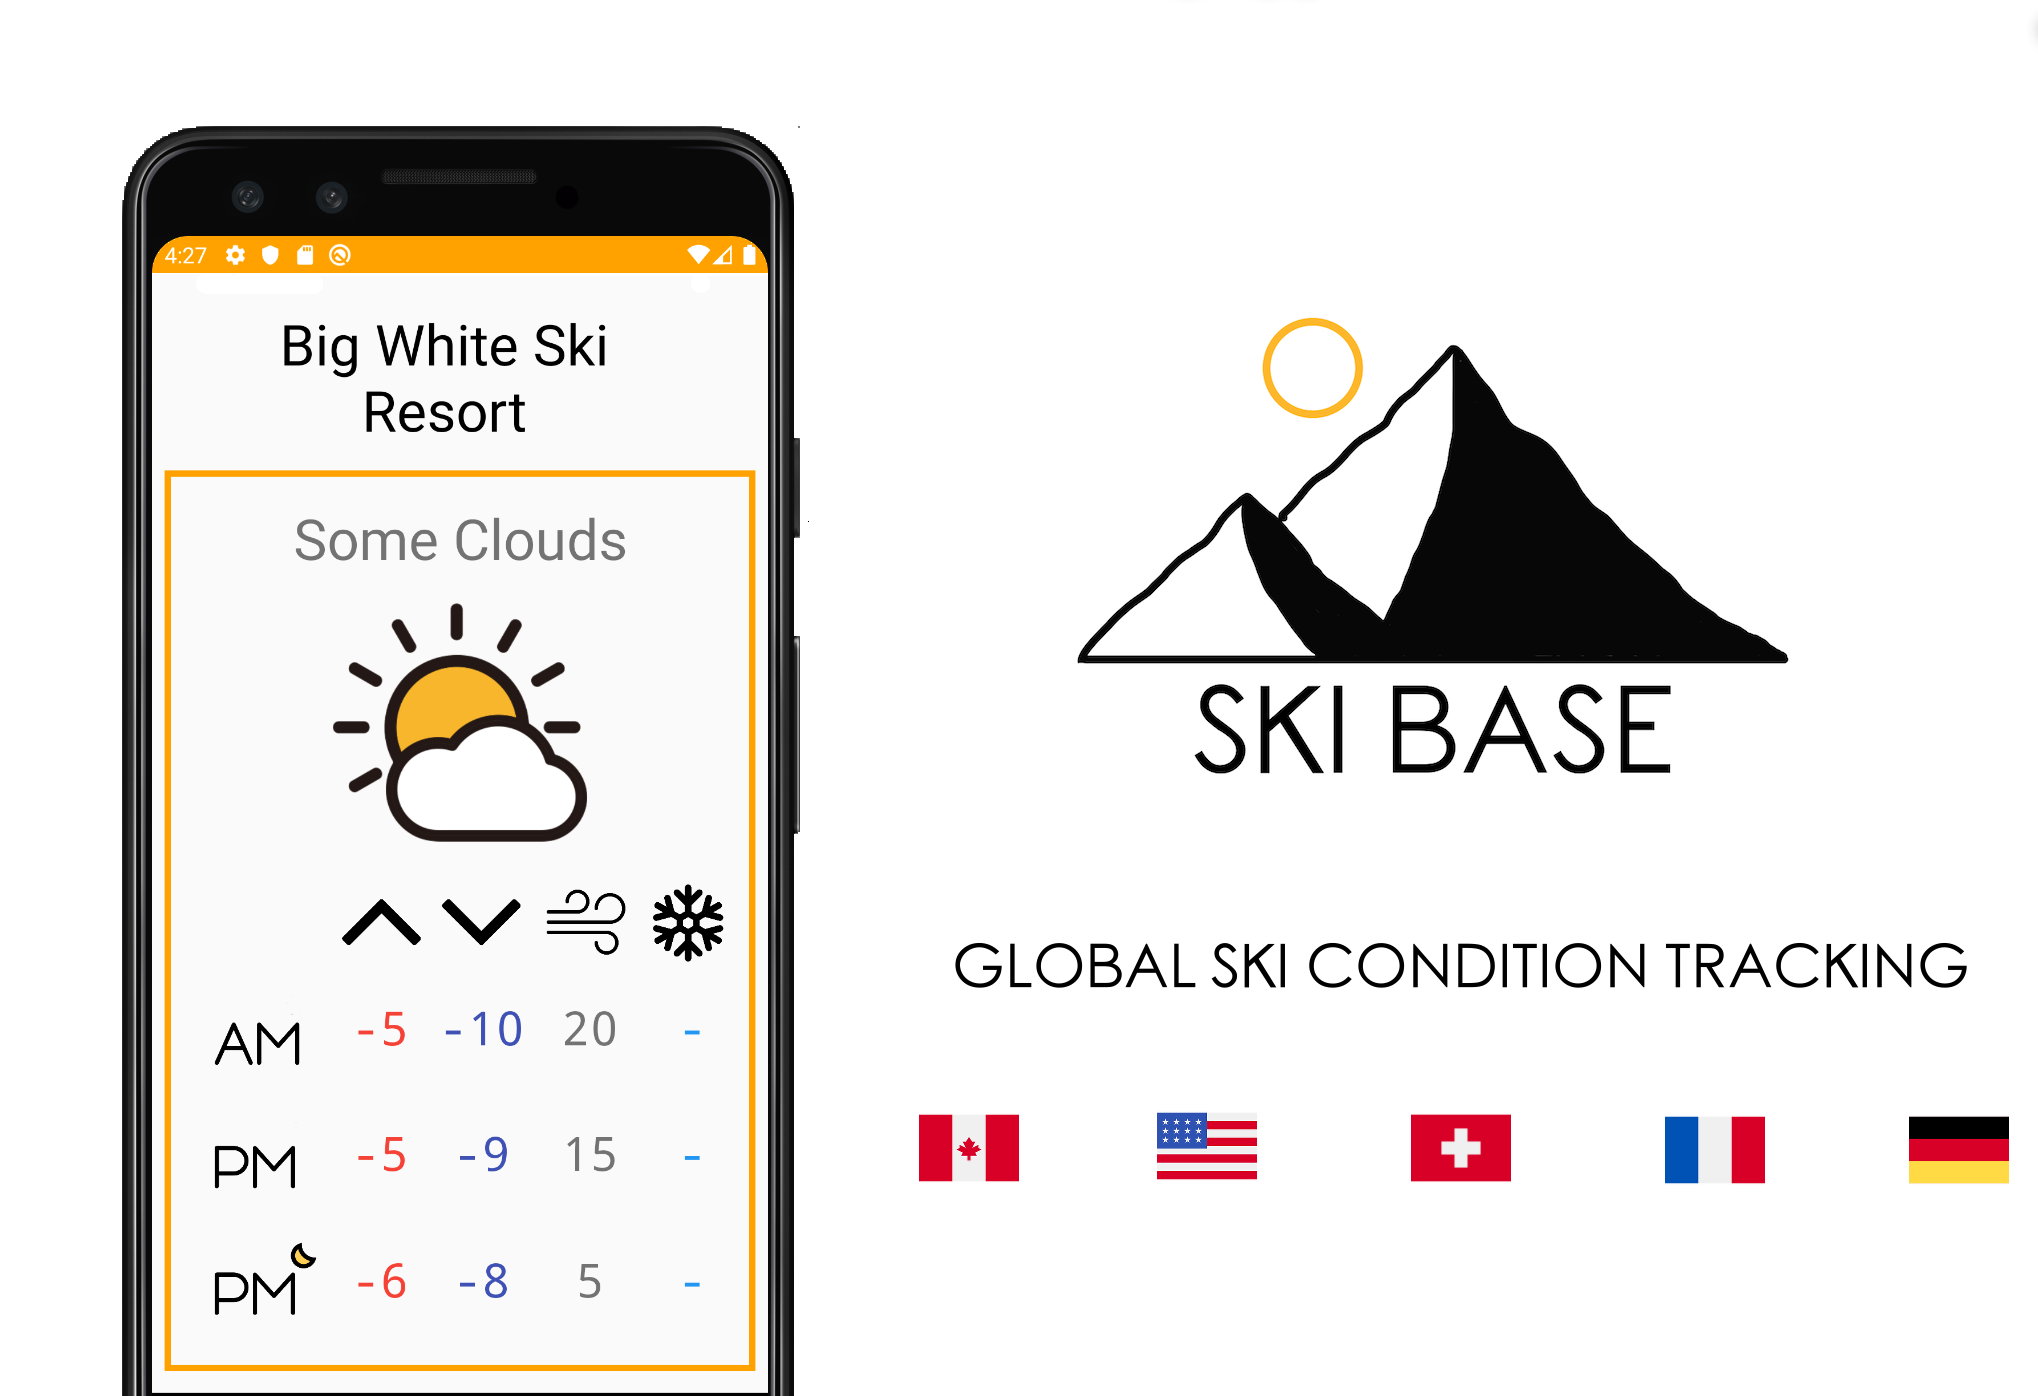 4:27
Big White Ski
Resort
Some Clouds
AM -5 -10 20 -
PM -5 -9 15 -
PM -6 -8 5 -
SKI BASE
GLOBAL SKI CONDITION TRACKING